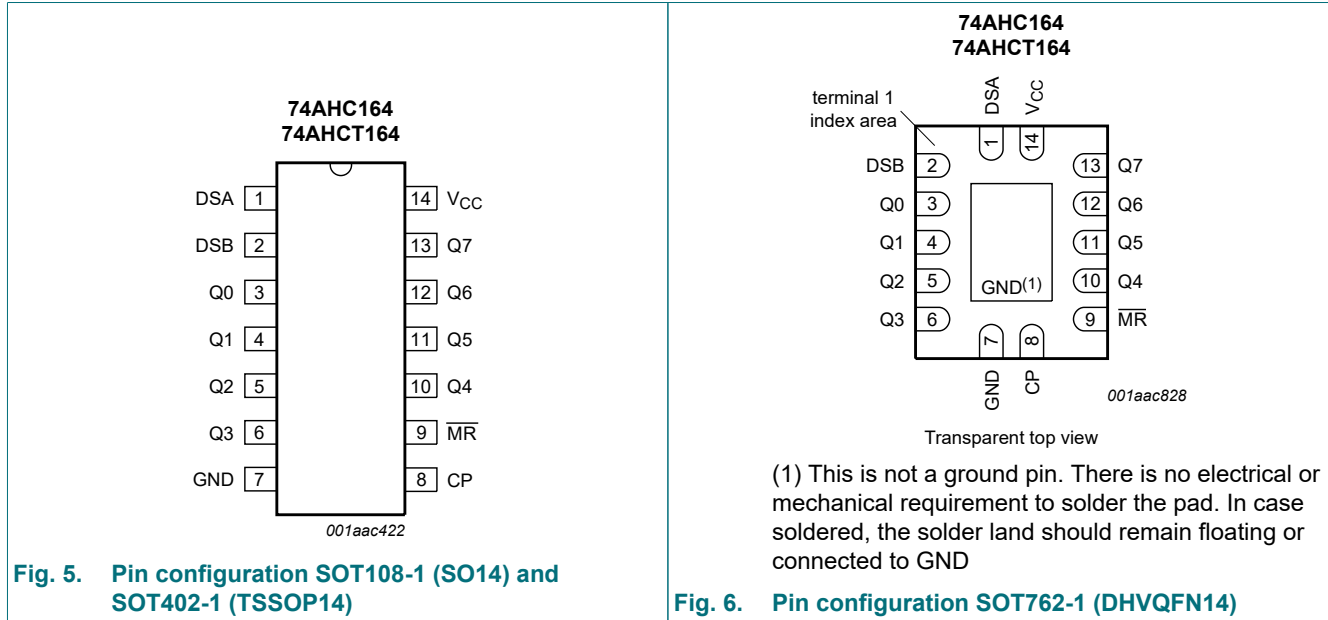 74AHC164
74AHCT164
DSA 1
14 VCC
DSB 2
13 Q7
Q0 3
12 Q6
Q1 4
11 Q5
Q2 5
10 Q4
Q3 6
9 MR
GND 7
8 CP
001aac422
Fig. 5. Pin configuration SOT108-1 (SO14) and
SOT402-1 (TSSOP14)
74AHC164
74AHCT164
terminal 1
index area
DSA
VCC
1
14
DSB 2
13 Q7
Q0 3
12 Q6
Q1 4
11 Q5
Q2 5
10 Q4
GND(1)
Q3 6
9 MR
7
8
GND
CP
001aac828
Transparent top view
(1) This is not a ground pin. There is no electrical or
mechanical requirement to solder the pad. In case
soldered, the solder land should remain floating or
connected to GND
Fig. 6. Pin configuration SOT762-1 (DHVQFN14)